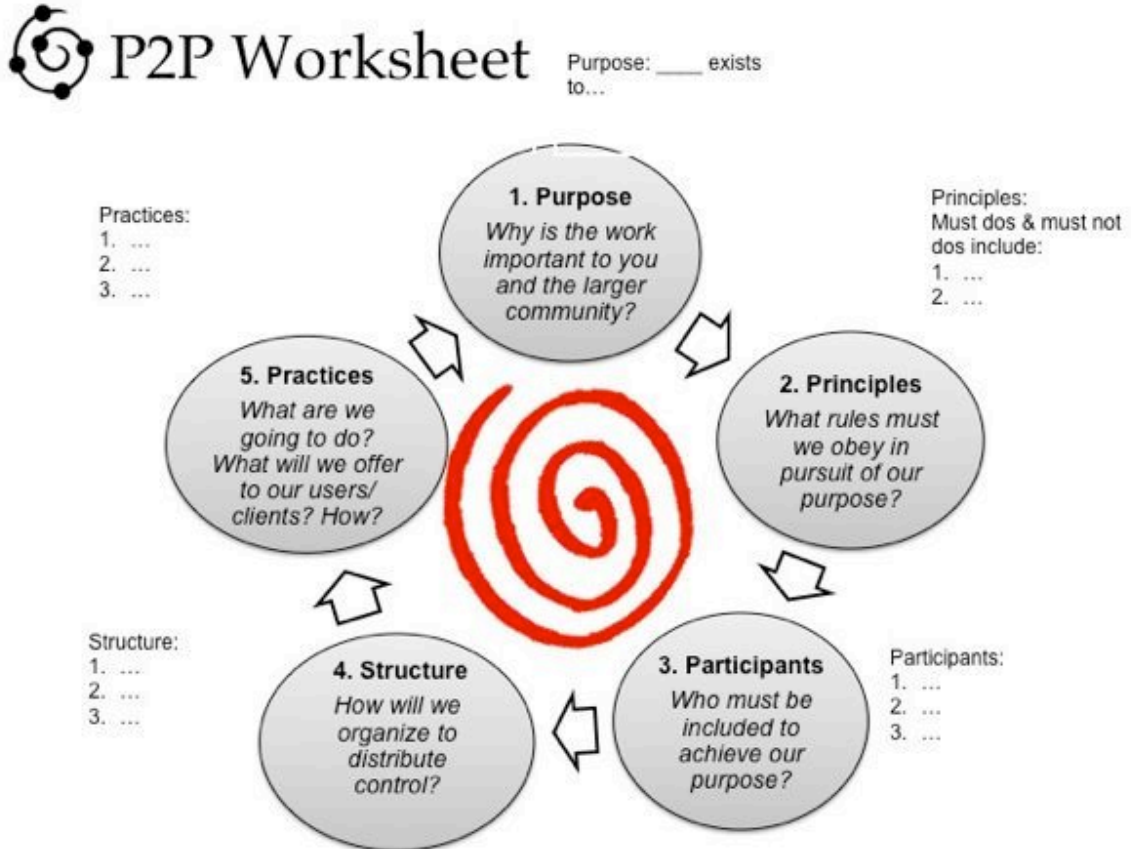 P2P Worksheet
Purpose: ____ exists
to...
1. Purpose
Why is the work
important to you
and the larger
community?
Principles:
Must dos & must not
dos include:
1. ...
2. ...
2. Principles
What rules must
we obey in
pursuit of our
purpose?
3. Participants
Who must be
included to
achieve our
purpose?
Participants:
1. ...
2. ...
3. ...
4. Structure
How will we
organize to
distribute
control?
Structure:
1. ...
2. ...
3. ...
5. Practices
What are we
going to do?
What will we offer
to our users/
clients? How?
Practices:
1. ...
2. ...
3. ...